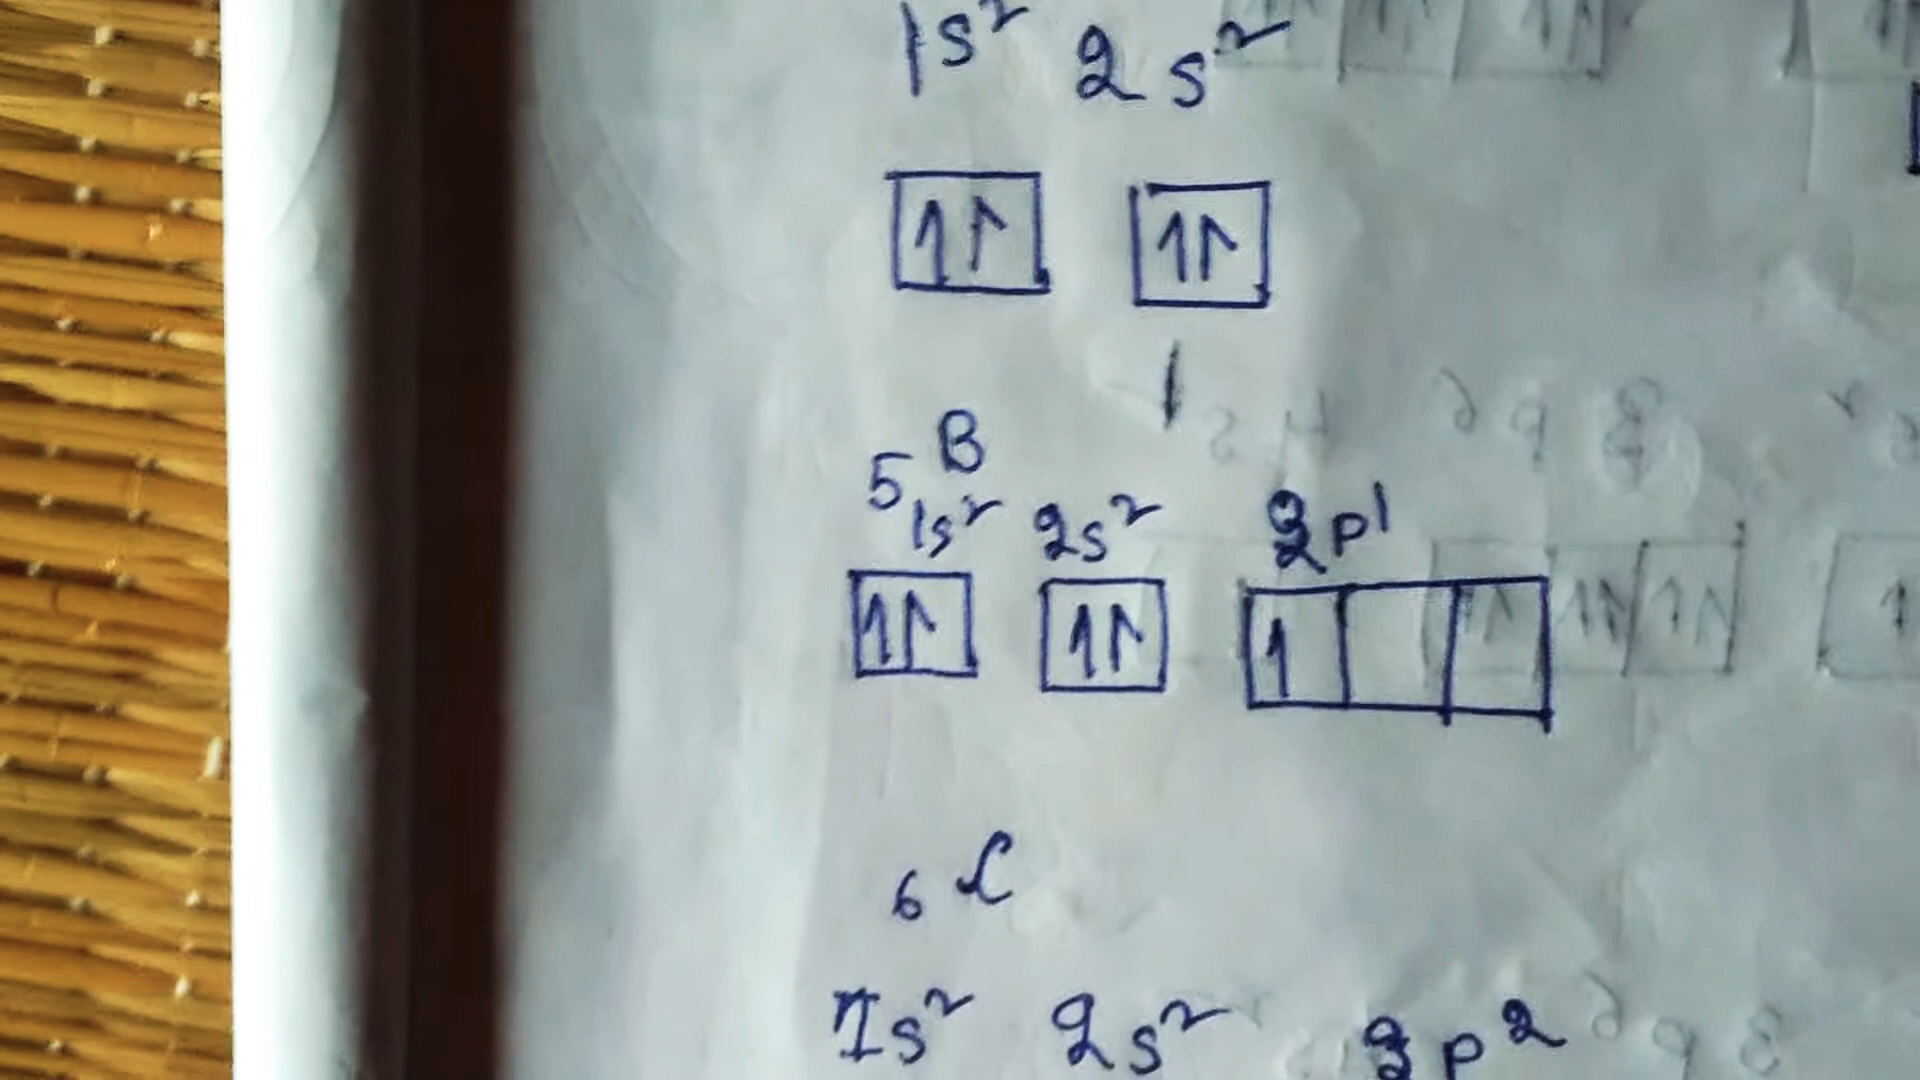 1s² 2s²
↑↿ ↑↾
5B
1s² 2s² 2p¹
↑↾ ↑↾ ↿
6C
1s² 2s² 2p²